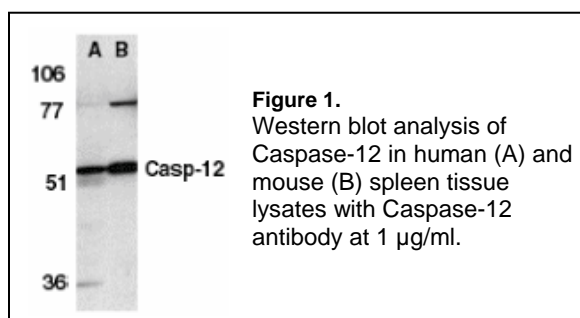 A B
106
77
Casp-12
51
36
Figure 1.
Western blot analysis of
Caspase-12 in human (A) and
mouse (B) spleen tissue
lysates with Caspase-12
antibody at 1 µg/ml.